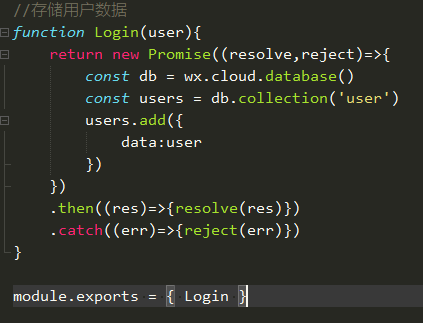 //存储用户数据
function Login(user){
    return new Promise((resolve,reject)=>{
        const db = wx.cloud.database()
        const users = db.collection('user')
        users.add({
            data:user
        })
    })
    .then((res)=>{resolve(res)})
    .catch((err)=>{reject(err)})
}
module.exports = { Login }